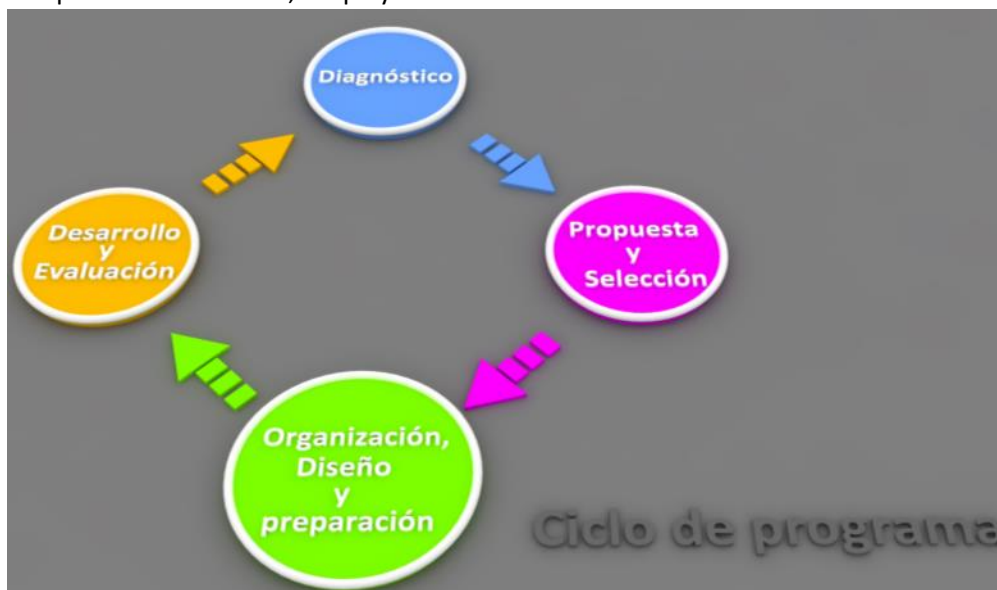 Diagnóstico
Propuesta
y
Selección
Organización,
Diseño
y
preparación
Desarrollo
y
Evaluación
Ciclo de programa